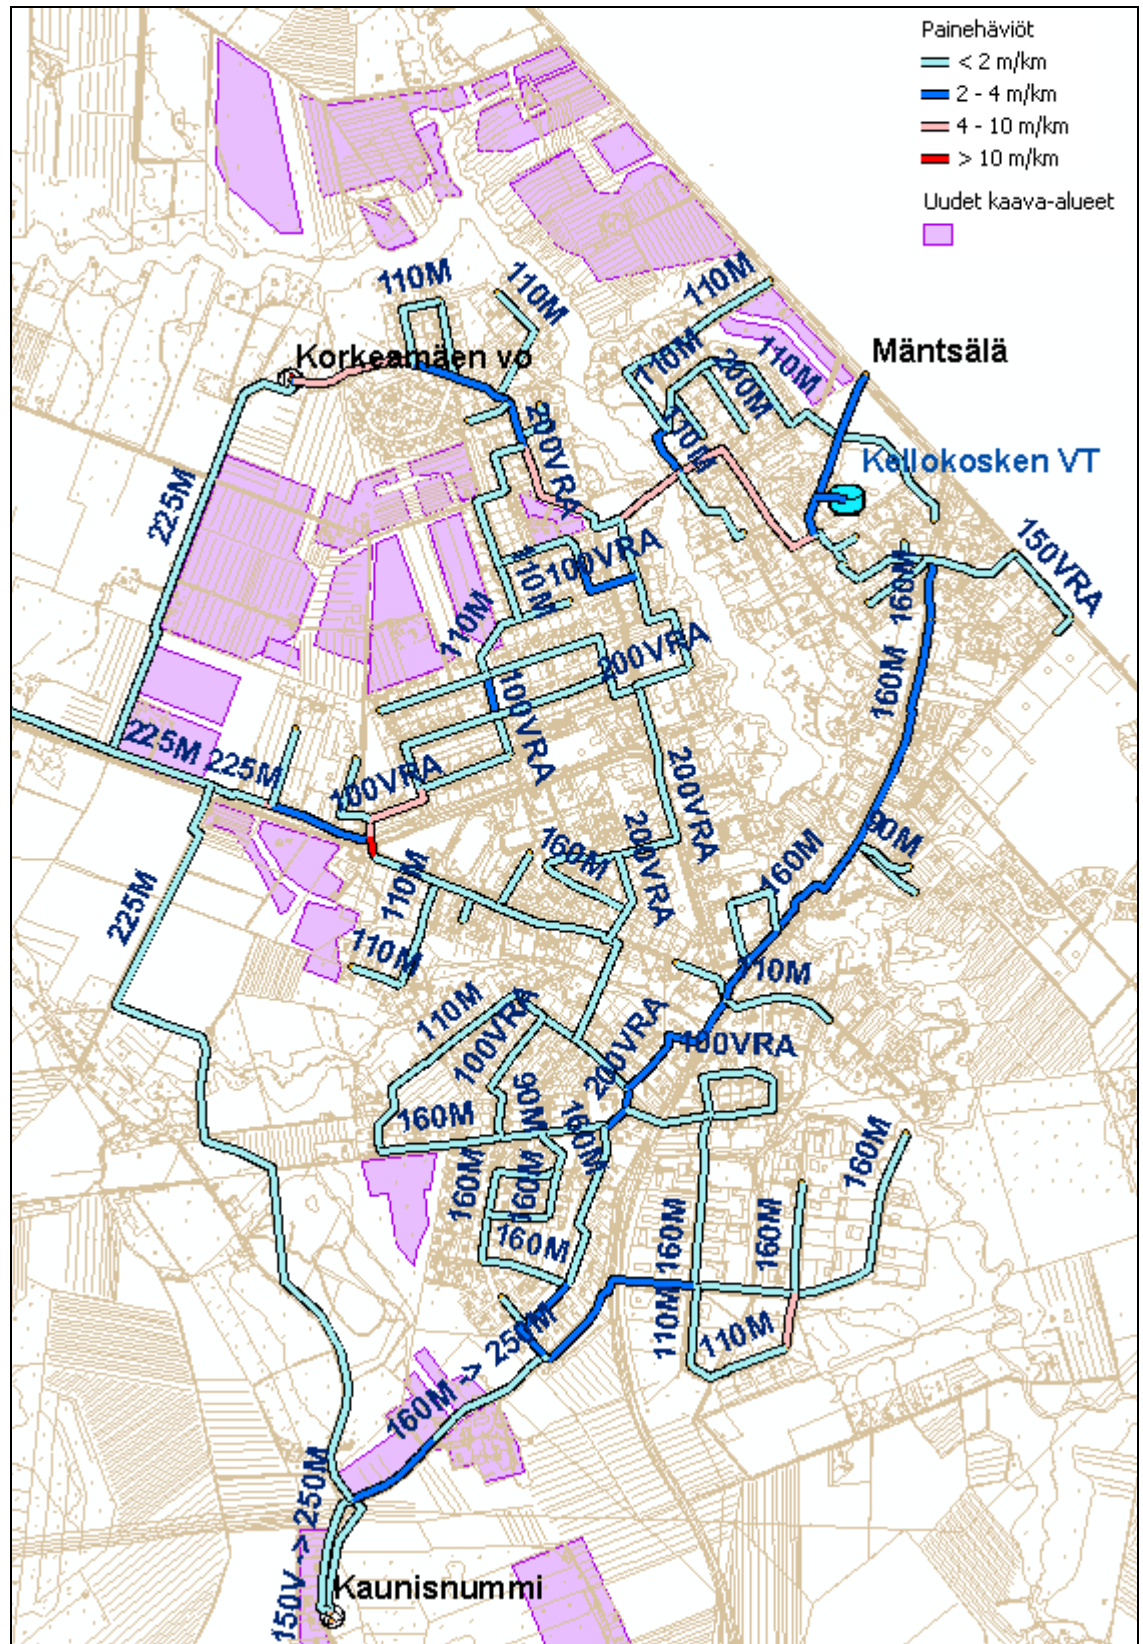 Painehäviöt
< 2 m/km
2 - 4 m/km
4 - 10 m/km
> 10 m/km
Uudet kaava-alueet
110M
110M
110M
Korkeamäen vo
110M
200M
110M
Mäntsälä
200VRA
110M
Kellokosken VT
225M
150VRA
110M
100VRA
160M
110M
200VRA
160M
100VRA
225M
225M
100VRA
200VRA
160M
200VRA
160M
90M
110M
225M
110M
110M
110M
100VRA
200VRA
100VRA
160M
90M
160M
160M
160M
160M
160M
160M
160M
160M
110M
110M
160M -> 250M
150V -> 250M
Kaunisnummi